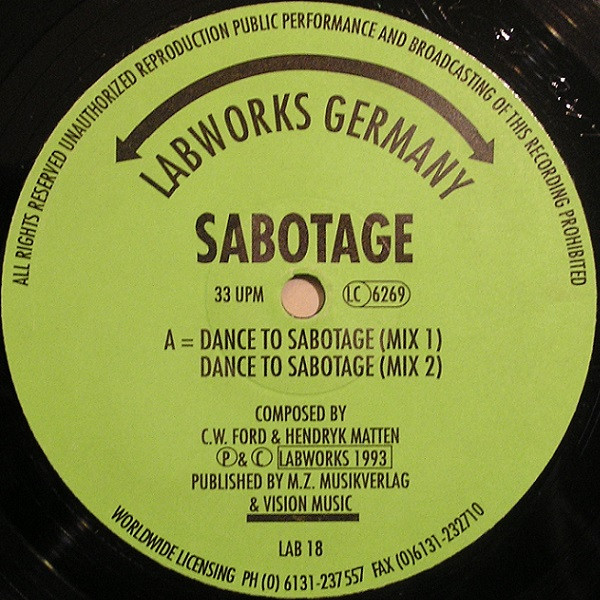 ALL RIGHTS RESERVED UNAUTHORIZED REPRODUCTION PUBLIC PERFORMANCE AND BROADCASTING OF THIS RECORDING PROHIBITED
LABWORKS GERMANY
SABOTAGE
33 UPM LC 6269
A = DANCE TO SABOTAGE (MIX 1)
DANCE TO SABOTAGE (MIX 2)
COMPOSED BY
C.W. FORD & HENDRYK MATTEN
Ⓟ & Ⓒ LABWORKS 1993
PUBLISHED BY M.Z. MUSIKVERLAG
& VISION MUSIC
LAB 18
WORLDWIDE LICENSING PH (0) 6131-237557 FAX (0)6131-232710